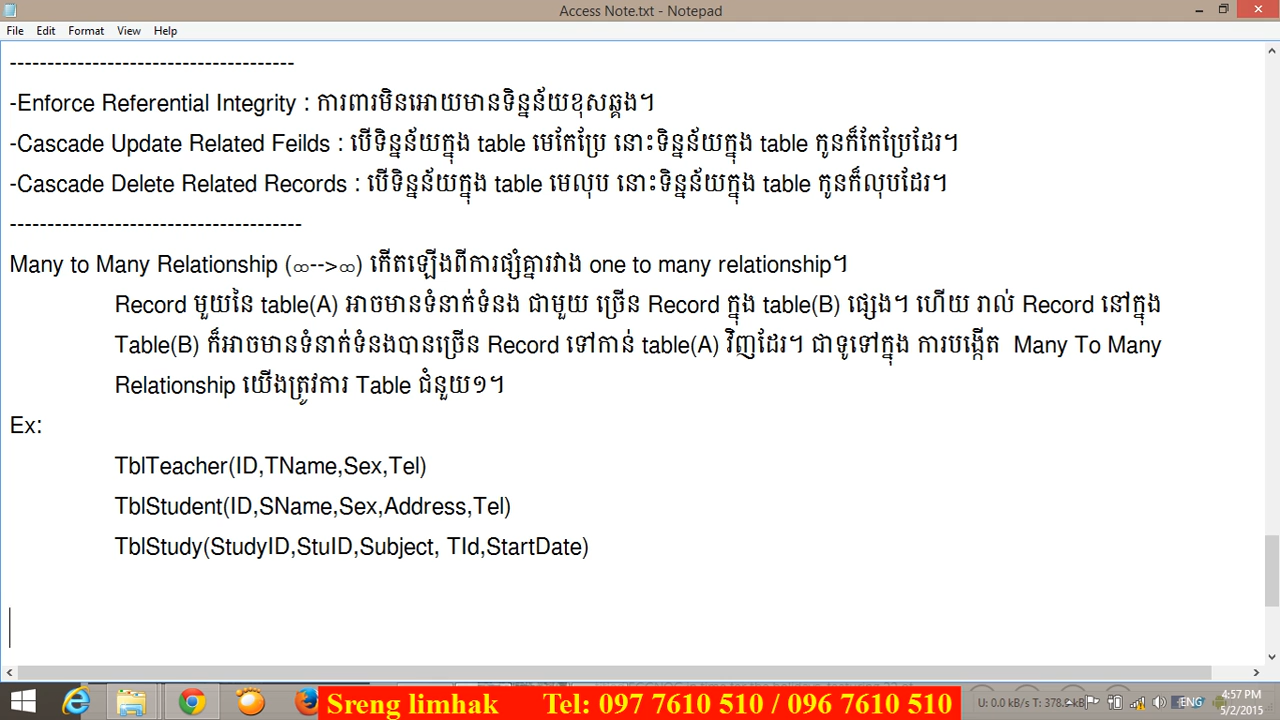 Access Note.txt - Notepad
File Edit Format View Help
--------------------------------------
-Enforce Referential Integrity : ការពារមិនអោយមានទិន្នន័យខុសឆ្គង។
-Cascade Update Related Feilds : បើទិន្នន័យក្នុង table មេកែប្រែ នោះទិន្នន័យក្នុង table កូនក៏កែប្រែដែរ។
-Cascade Delete Related Records : បើទិន្នន័យក្នុង table មេលុប នោះទិន្នន័យក្នុង table កូនក៏លុបដែរ។
---------------------------------------
Many to Many Relationship (∞-->∞) កើតឡើងពីការផ្សំគ្នារវាង one to many relationship។
Record មួយនៃ table(A) អាចមានទំនាក់ទំនង ជាមួយ ច្រើន Record ក្នុង table(B) ផ្សេង។ ហើយ រាល់ Record នៅក្នុង
Table(B) ក៏អាចមានទំនាក់ទំនងបានច្រើន Record ទៅកាន់ table(A) វិញដែរ។ ជាទូទៅក្នុង ការបង្កើត Many To Many
Relationship យើងត្រូវការ Table ជំនួយ១។
Ex:
TblTeacher(ID,TName,Sex,Tel)
TblStudent(ID,SName,Sex,Address,Tel)
TblStudy(StudyID,StuID,Subject, TId,StartDate)
Sreng limhak Tel: 097 7610 510 / 096 7610 510
U: 0.0 kB/s
ENG
4:57 PM
5/2/2015